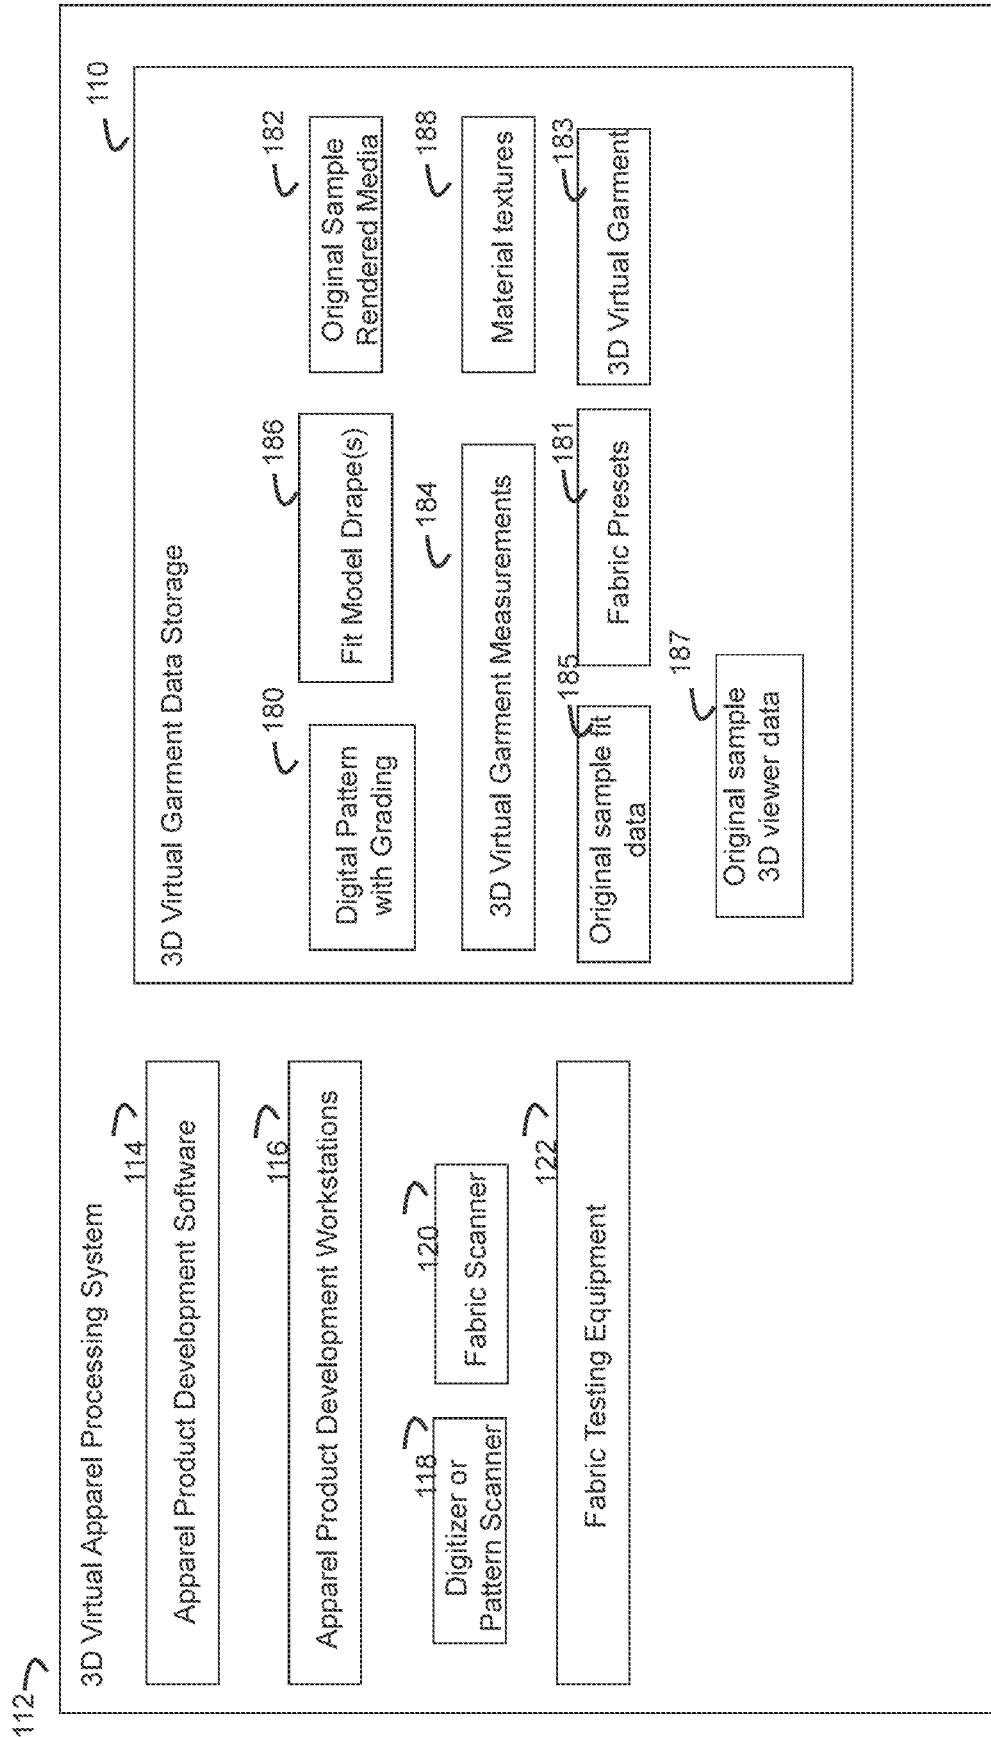 112
3D Virtual Apparel Processing System
114
Apparel Product Development Software
116
Apparel Product Development Workstations
118
Digitizer or
Pattern Scanner
120
Fabric Scanner
122
Fabric Testing Equipment
110
3D Virtual Garment Data Storage
180
Digital Pattern
with Grading
186
Fit Model Drape(s)
182
Original Sample
Rendered Media
184
3D Virtual Garment Measurements
188
Material textures
185
Original sample fit
data
181
Fabric Presets
183
3D Virtual Garment
187
Original sample
3D viewer data